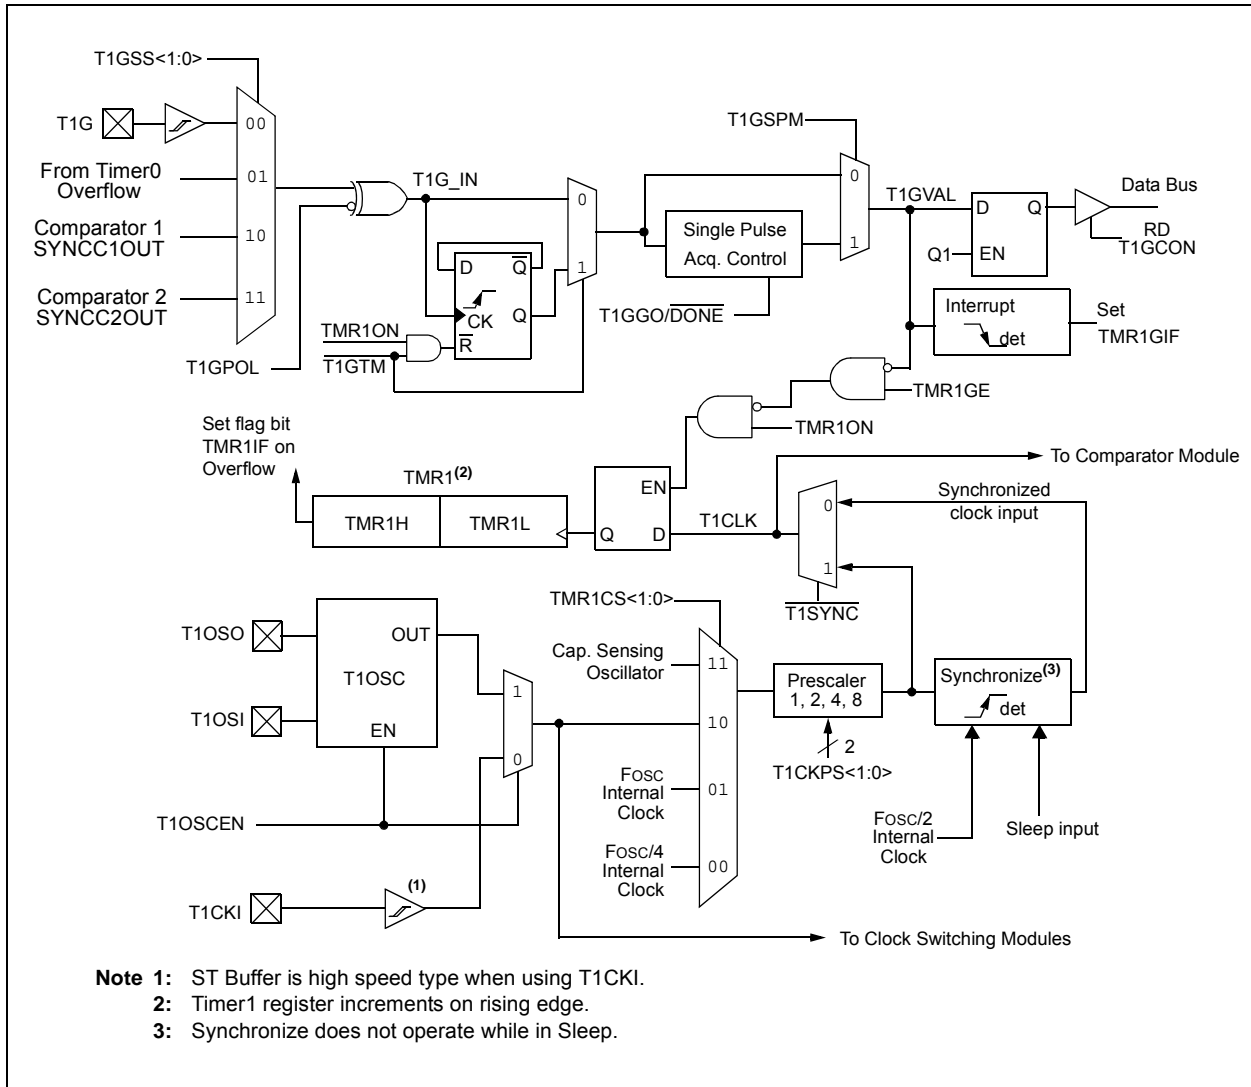 T1GSS<1:0>
T1G
00
From Timer0
Overflow
01
Comparator 1
SYNCC1OUT
10
Comparator 2
SYNCC2OUT
11
T1GPOL
T1G_IN
0
1
D
Q
CK
Q
R
TMR1ON
T1GTM
T1GSPM
0
1
Single Pulse
Acq. Control
T1GGO/DONE
T1GVAL
D
Q
Q1
EN
Data Bus
RD
T1GCON
Interrupt
det
Set
TMR1GIF
TMR1GE
TMR1ON
Set flag bit
TMR1IF on
Overflow
TMR1(2)
TMR1H
TMR1L
EN
Q
D
T1CLK
To Comparator Module
0
1
Synchronized
clock input
T1SYNC
T1OSO
OUT
T1OSC
T1OSI
EN
1
0
T1OSCEN
T1CKI
(1)
TMR1CS<1:0>
Cap. Sensing
Oscillator
11
10
FOSC
Internal
Clock
01
FOSC/4
Internal
Clock
00
Prescaler
1, 2, 4, 8
2
T1CKPS<1:0>
Synchronize(3)
det
FOSC/2
Internal
Clock
Sleep input
To Clock Switching Modules
Note 1: ST Buffer is high speed type when using T1CKI.
2: Timer1 register increments on rising edge.
3: Synchronize does not operate while in Sleep.